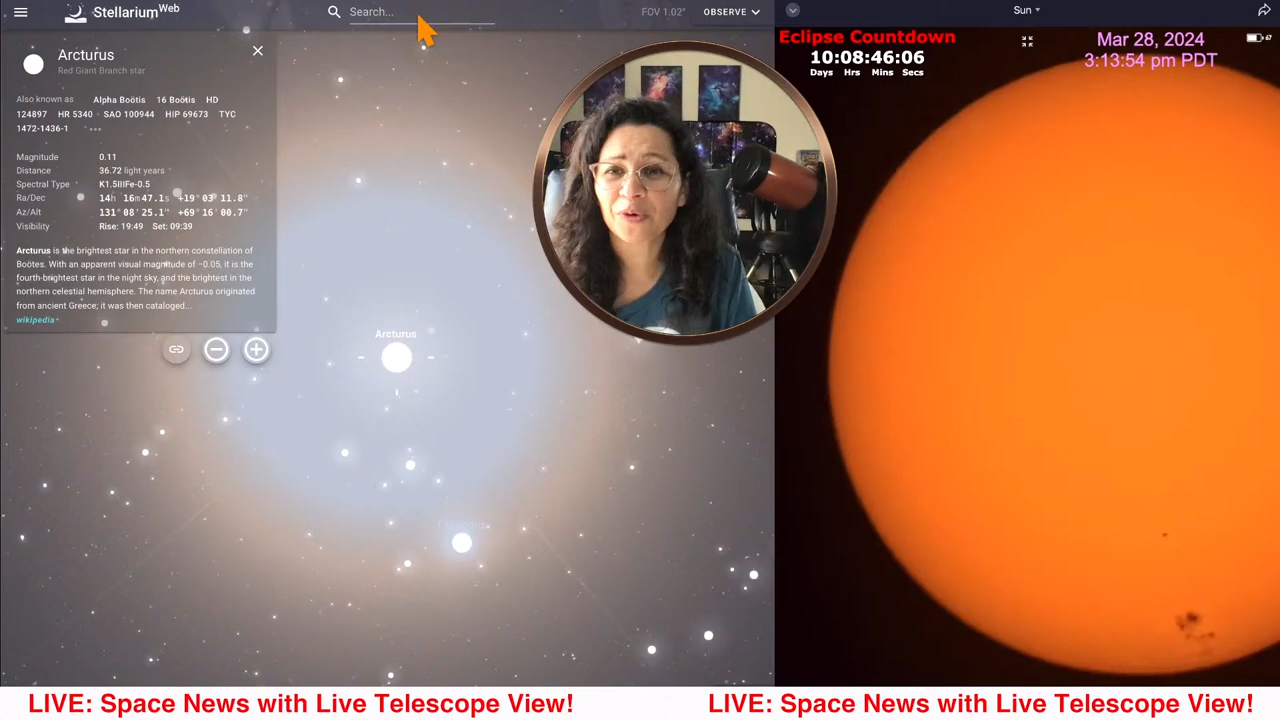 Stellarium Web
Search...
FOV 1.02°
OBSERVE
Arcturus
Red Giant Branch star
Also known as Alpha Boötis 16 Boötis HD
124897 HR 5340 SAO 100944 HIP 69673 TYC
1472-1436-1
Magnitude 0.11
Distance 36.72 light years
Spectral Type K1.5IIIFe-0.5
Ra/Dec 14h 16m 47.1s +19° 03' 11.8"
Az/Alt 131° 08' 25.1" +69° 16' 00.7"
Visibility Rise: 19:49 Set: 09:39
Arcturus is the brightest star in the northern constellation of
Boötes. With an apparent visual magnitude of −0.05, it is the
fourth-brightest star in the night sky, and the brightest in the
northern celestial hemisphere. The name Arcturus originated
from ancient Greece; it was then cataloged...
wikipedia
Arcturus
Sun
Eclipse Countdown
10:08:46:06
Days Hrs Mins Secs
Mar 28, 2024
3:13:54 pm PDT
67
LIVE: Space News with Live Telescope View! LIVE: Space News with Live Telescope View!